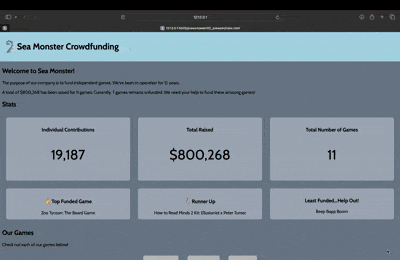 Sea Monster Crowdfunding
Welcome to Sea Monster!
The purpose of our company is to fund independent games. We've been in operation for 12 years.
A total of $800,268 has been raised for 11 games. Currently, 7 games remains unfunded. We need your help to fund these amazing games!
Stats
Individual Contributions
19,187
Total Raised
$800,268
Total Number of Games
11
Top Funded Game
Zoo Tycoon: The Board Game
Runner Up
How to Read Minds 2 Kit: Ellusionist x Peter Turner
Least Funded...Help Out!
Beep Bapp Boom
Our Games
Check out each of our games below!